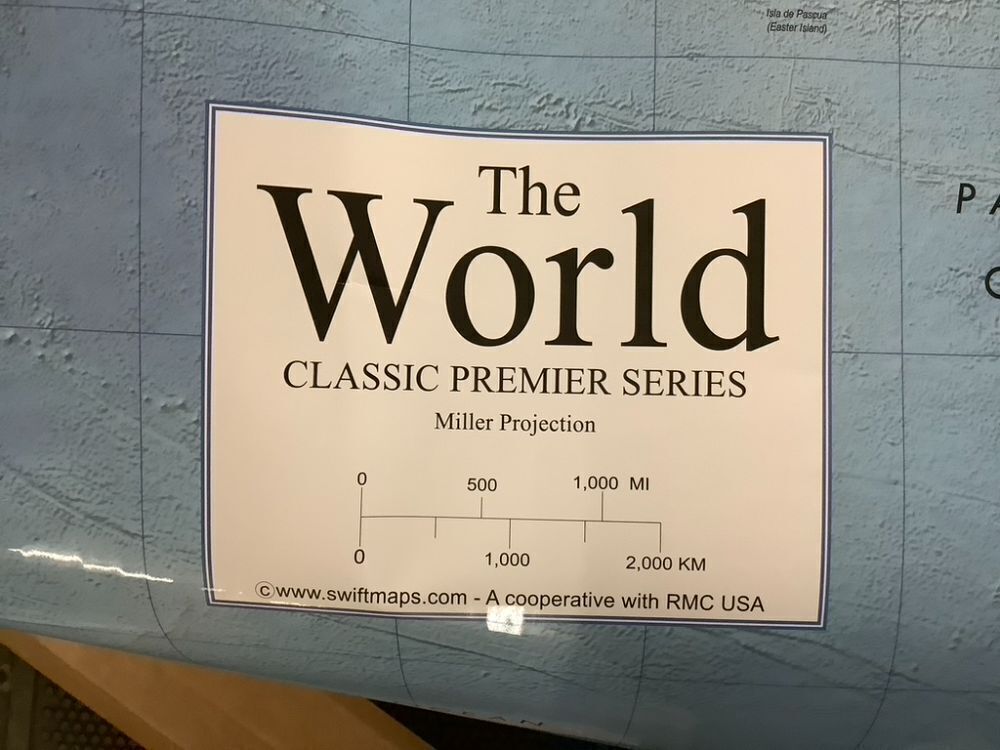 Isla de Pascua
(Easter Island)
The
World
CLASSIC PREMIER SERIES
Miller Projection
0 500 1,000 MI
0 1,000 2,000 KM
©www.swiftmaps.com - A cooperative with RMC USA